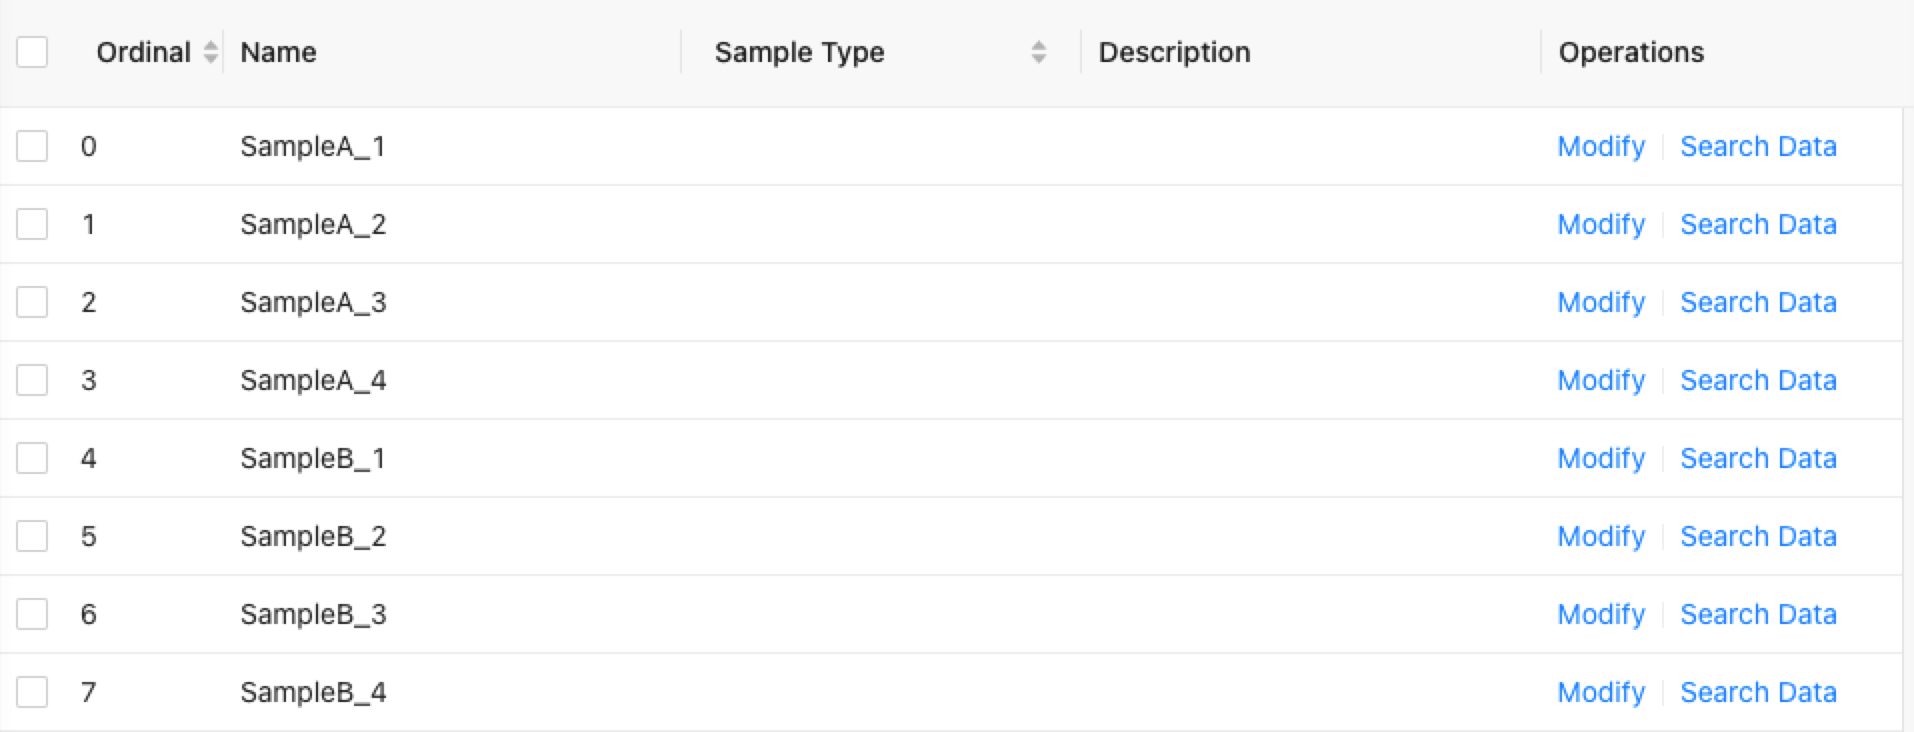 Ordinal Name Sample Type Description Operations
0 SampleA_1 Modify Search Data
1 SampleA_2 Modify Search Data
2 SampleA_3 Modify Search Data
3 SampleA_4 Modify Search Data
4 SampleB_1 Modify Search Data
5 SampleB_2 Modify Search Data
6 SampleB_3 Modify Search Data
7 SampleB_4 Modify Search Data